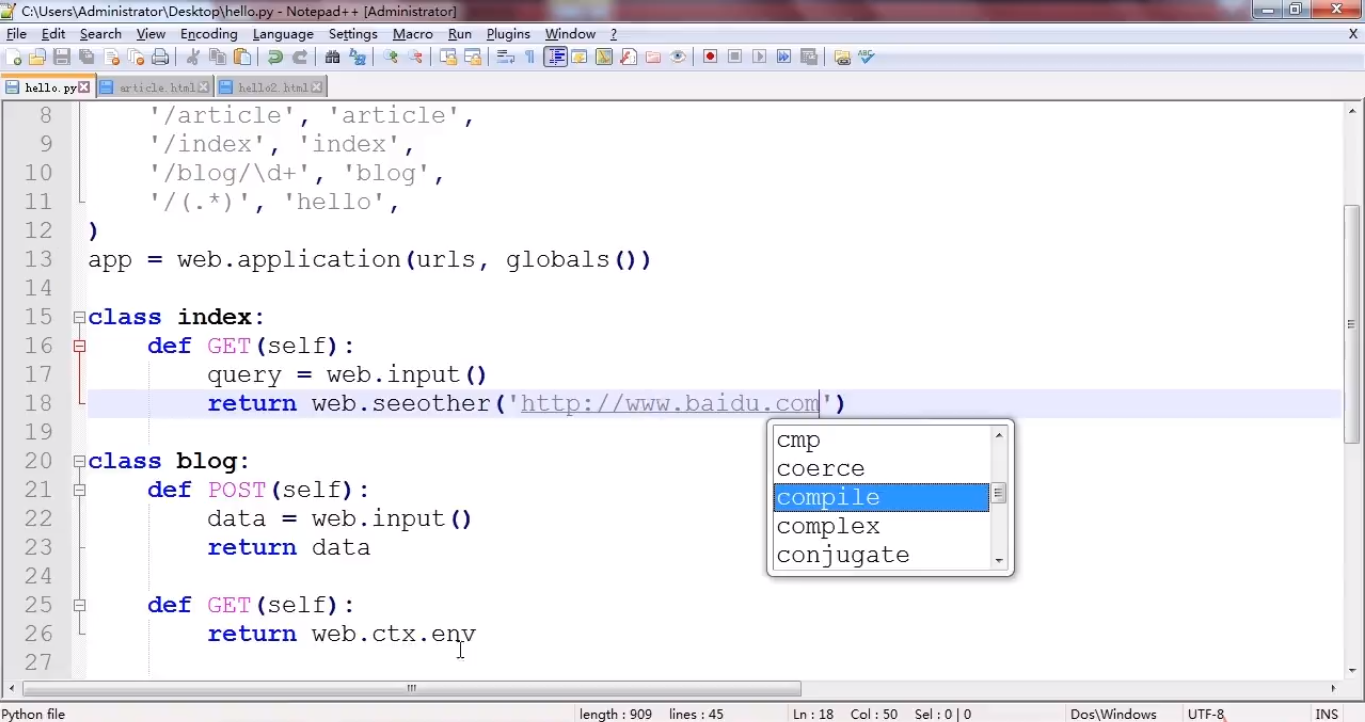 C:\Users\Administrator\Desktop\hello.py - Notepad++ [Administrator]
File Edit Search View Encoding Language Settings Macro Run Plugins Window ? X
hello.py article.html hello2.html
8 '/article', 'article',
9 '/index', 'index',
10 '/blog/\d+', 'blog',
11 '/(.*)', 'hello',
12 )
13 app = web.application(urls, globals())
14
15 class index:
16 def GET(self):
17 query = web.input()
18 return web.seeother('http://www.baidu.com')
19
20 class blog:
21 def POST(self):
22 data = web.input()
23 return data
24
25 def GET(self):
26 return web.ctx.env
27
cmp
coerce
compile
complex
conjugate
Python file length : 909 lines : 45 Ln : 18 Col : 50 Sel : 0 | 0 Dos\Windows UTF-8 INS